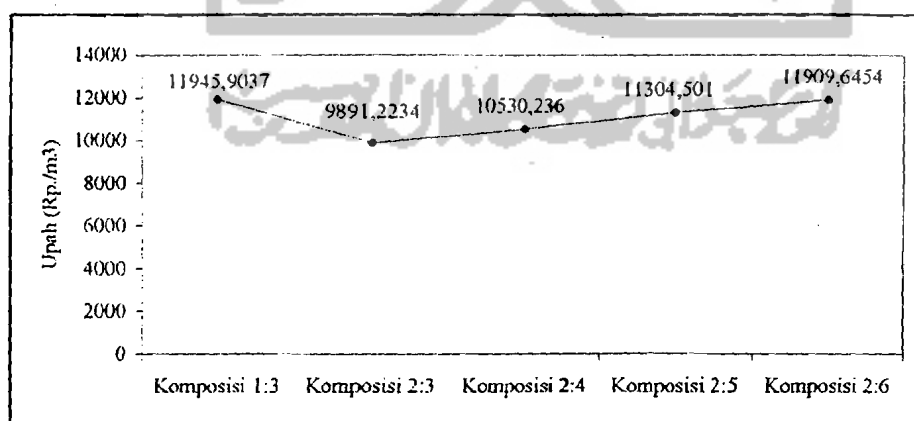 14000
12000
10000
8000
6000
4000
2000
0
Upah (Rp./m3)
11945,9037
9891,2234
10530,236
11304,501
11909,6454
Komposisi 1:3
Komposisi 2:3
Komposisi 2:4
Komposisi 2:5
Komposisi 2:6